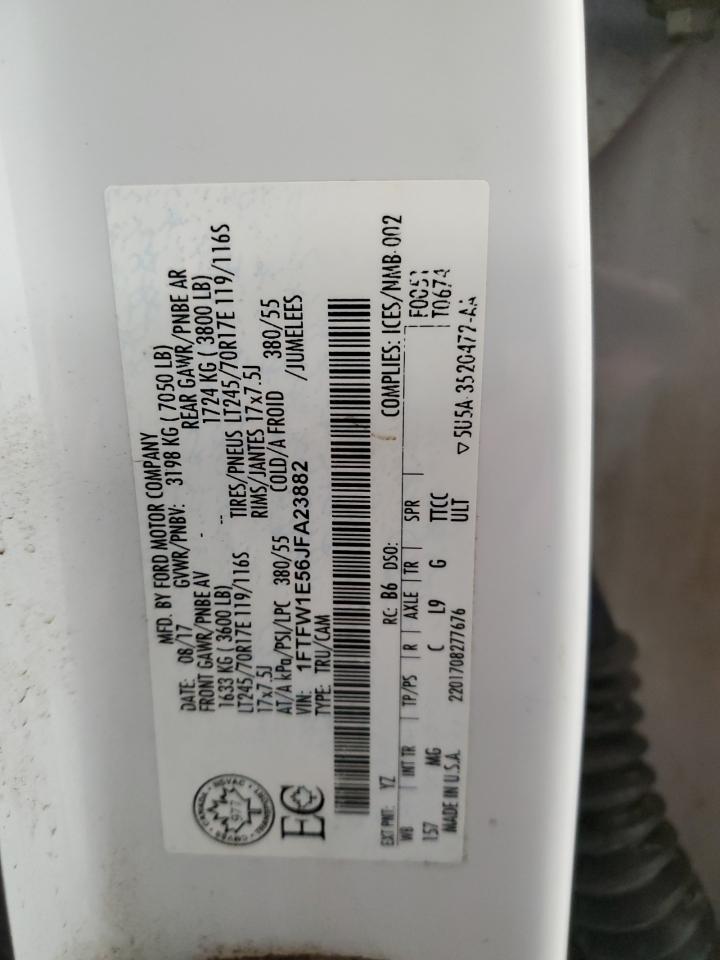 MFD. BY FORD MOTOR COMPANY
DATE: 08/17 GVWR/PNBV: 3198 KG ( 7050 LB)
FRONT GAWR/PNBE AV REAR GAWR/PNBE AR
1633 KG ( 3600 LB) 1724 KG ( 3800 LB)
LT245/70R17E 119/116S TIRES/PNEUS LT245/70R17E 119/116S
17x7.5J RIMS/JANTES 17x7.5J
AT/A kPa/PSI/LPC 380/55 COLD/A FROID 380/55
VIN: 1FTFW1E56JFA23882 /JUMELEES
TYPE: TRU/CAM
EC
977
EXT PNT: YZ RC: B6 DSO: COMPLIES: ICES/NMB-002
WB INT TR TP/PS R AXLE TR SPR F0051
T0674
157 MG C L9 G TTCC
ULT
MADE IN U.S.A. 2201708277676 ▽5U5A-3520472-AA